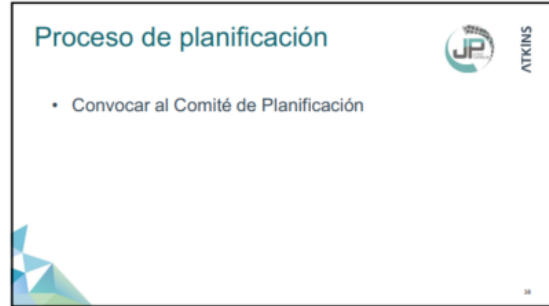 Proceso de planificación
JP
ATKINS
• Convocar al Comité de Planificación